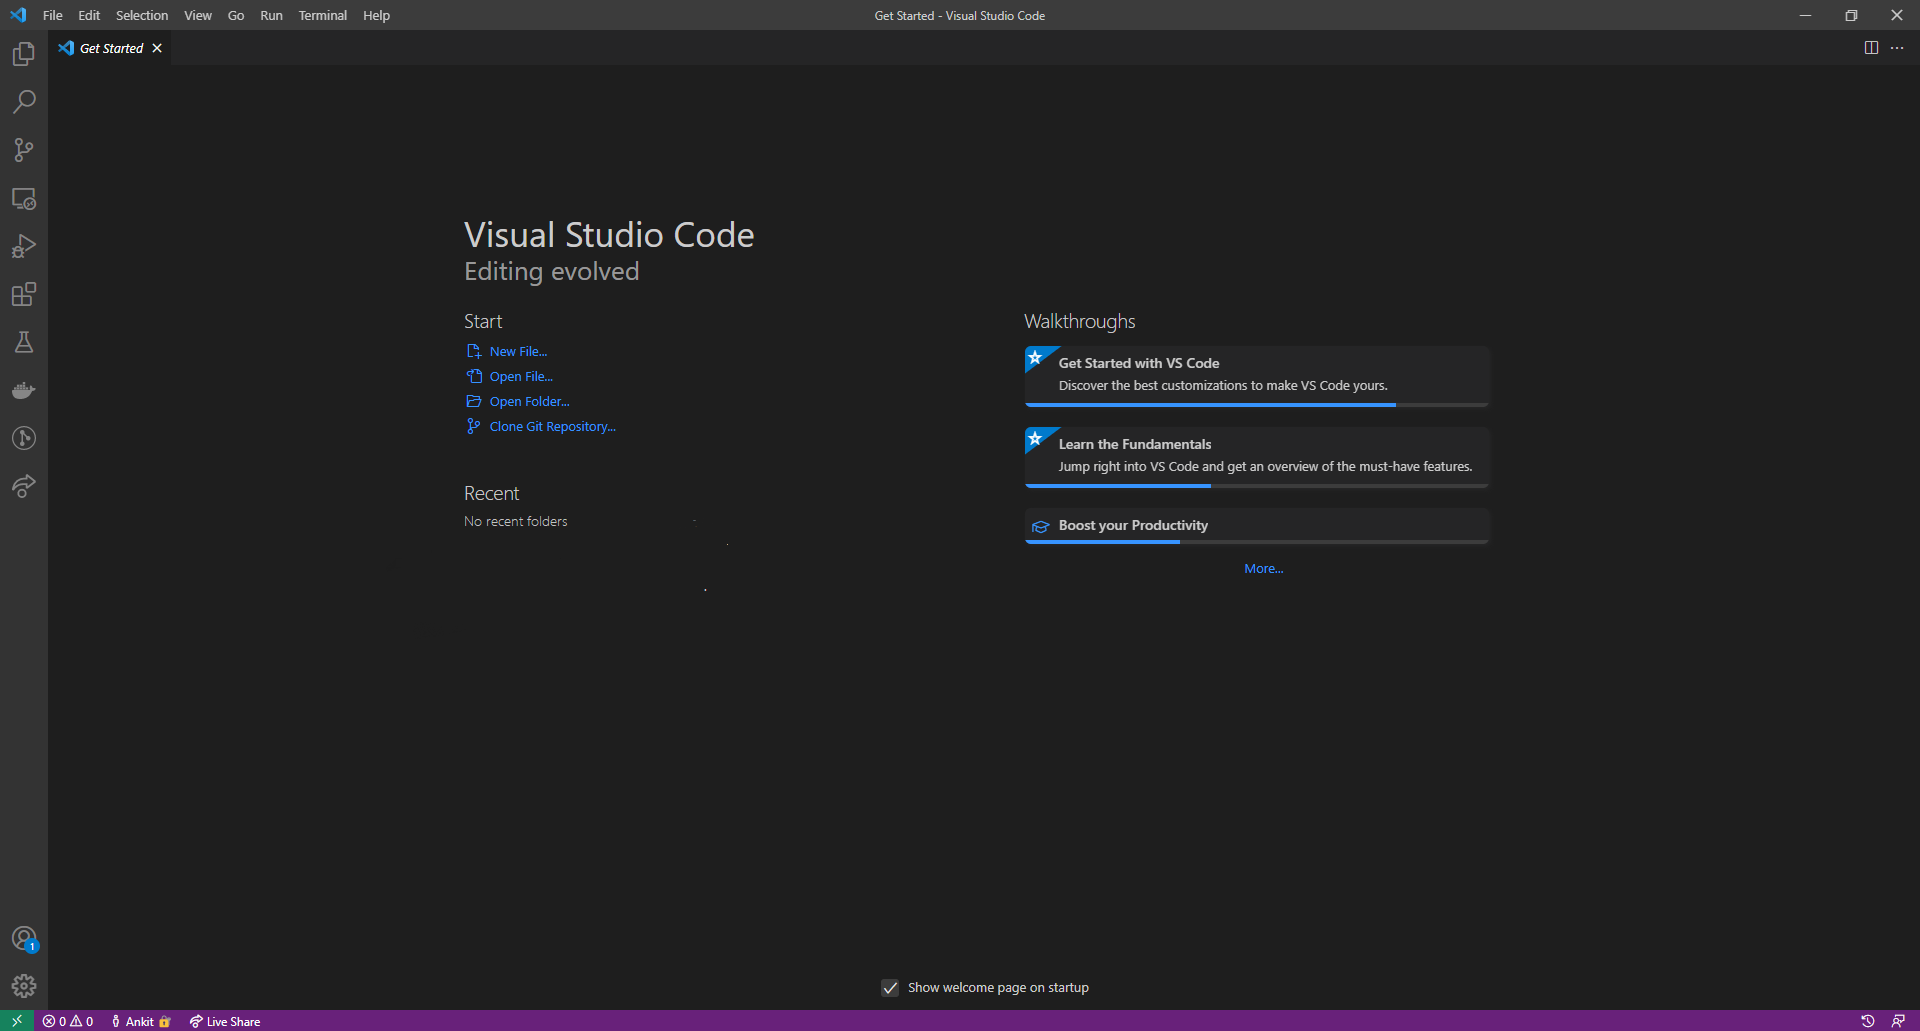 File Edit Selection View Go Run Terminal Help
Get Started - Visual Studio Code
Get Started
Visual Studio Code
Editing evolved
Start
New File...
Open File...
Open Folder...
Clone Git Repository...
Recent
No recent folders
Walkthroughs
Get Started with VS Code
Discover the best customizations to make VS Code yours.
Learn the Fundamentals
Jump right into VS Code and get an overview of the must-have features.
Boost your Productivity
More...
1
Show welcome page on startup
0 0 Ankit Live Share